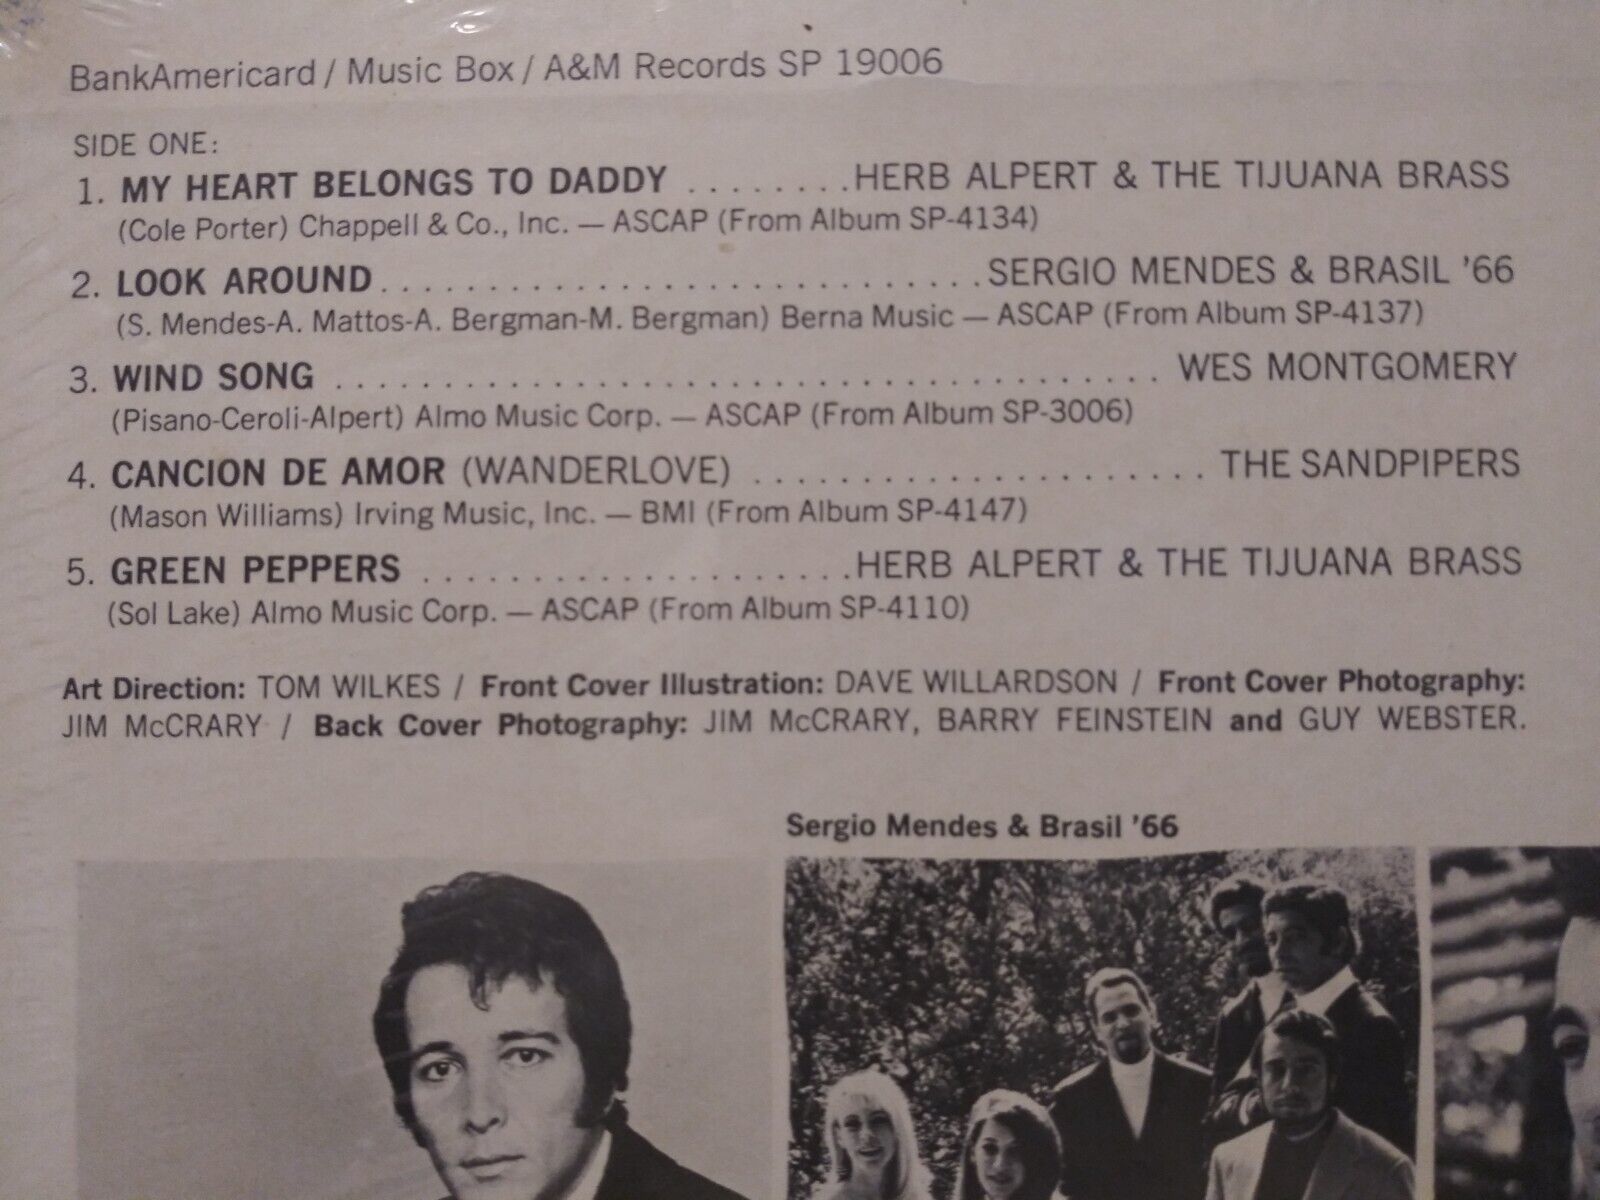 BankAmericard / Music Box / A&M Records SP 19006
SIDE ONE:
1. MY HEART BELONGS TO DADDY ........HERB ALPERT & THE TIJUANA BRASS
(Cole Porter) Chappell & Co., Inc. — ASCAP (From Album SP-4134)
2. LOOK AROUND............................SERGIO MENDES & BRASIL '66
(S. Mendes-A. Mattos-A. Bergman-M. Bergman) Berna Music — ASCAP (From Album SP-4137)
3. WIND SONG ............................. WES MONTGOMERY
(Pisano-Ceroli-Alpert) Almo Music Corp. — ASCAP (From Album SP-3006)
4. CANCION DE AMOR (WANDERLOVE) ..................... THE SANDPIPERS
(Mason Williams) Irving Music, Inc. — BMI (From Album SP-4147)
5. GREEN PEPPERS ....................HERB ALPERT & THE TIJUANA BRASS
(Sol Lake) Almo Music Corp. — ASCAP (From Album SP-4110)
Art Direction: TOM WILKES / Front Cover Illustration: DAVE WILLARDSON / Front Cover Photography:
JIM McCRARY / Back Cover Photography: JIM McCRARY, BARRY FEINSTEIN and GUY WEBSTER.
Sergio Mendes & Brasil '66